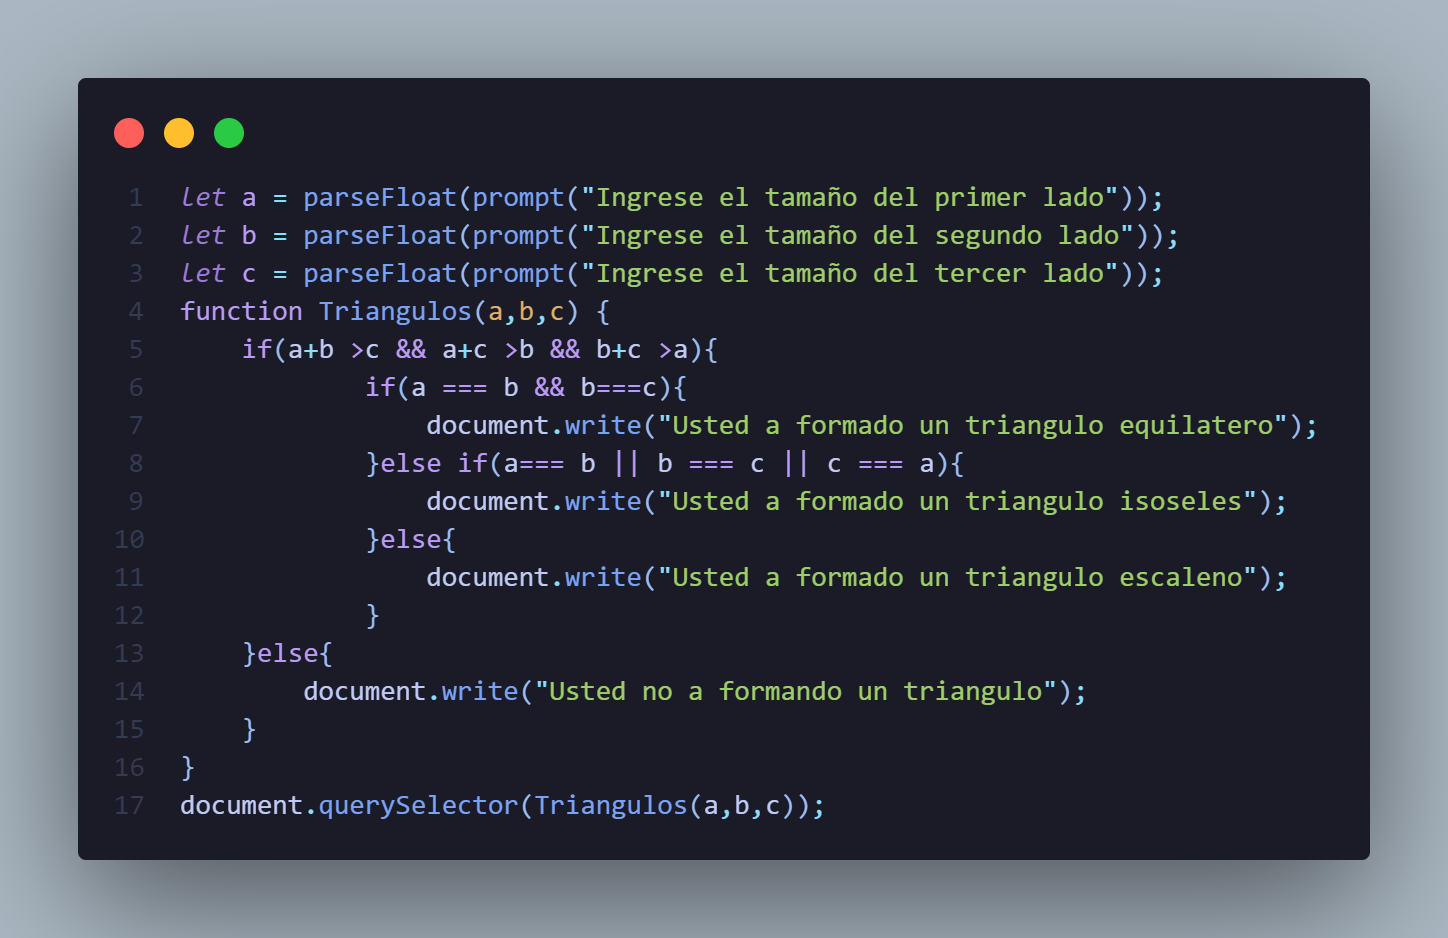 1 let a = parseFloat(prompt("Ingrese el tamaño del primer lado"));
2 let b = parseFloat(prompt("Ingrese el tamaño del segundo lado"));
3 let c = parseFloat(prompt("Ingrese el tamaño del tercer lado"));
4 function Triangulos(a,b,c) {
5     if(a+b >c && a+c >b && b+c >a){
6             if(a === b && b===c){
7                 document.write("Usted a formado un triangulo equilatero");
8             }else if(a=== b || b === c || c === a){
9                 document.write("Usted a formado un triangulo isoseles");
10             }else{
11                 document.write("Usted a formado un triangulo escaleno");
12             }
13     }else{
14         document.write("Usted no a formando un triangulo");
15     }
16 }
17 document.querySelector(Triangulos(a,b,c));